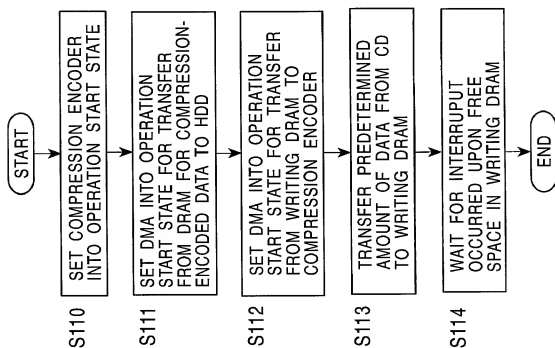 START
S110
SET COMPRESSION ENCODER
INTO OPERATION START STATE
S111
SET DMA INTO OPERATION
START STATE FOR TRANSFER
FROM DRAM FOR COMPRESSION-
ENCODED DATA TO HDD
S112
SET DMA INTO OPERATION
START STATE FOR TRANSFER
FROM WRITING DRAM TO
COMPRESSION ENCODER
S113
TRANSFER PREDETERMINED
AMOUNT OF DATA FROM CD
TO WRITING DRAM
S114
WAIT FOR INTERRUPUT
OCCURRED UPON FREE
SPACE IN WRITING DRAM
END